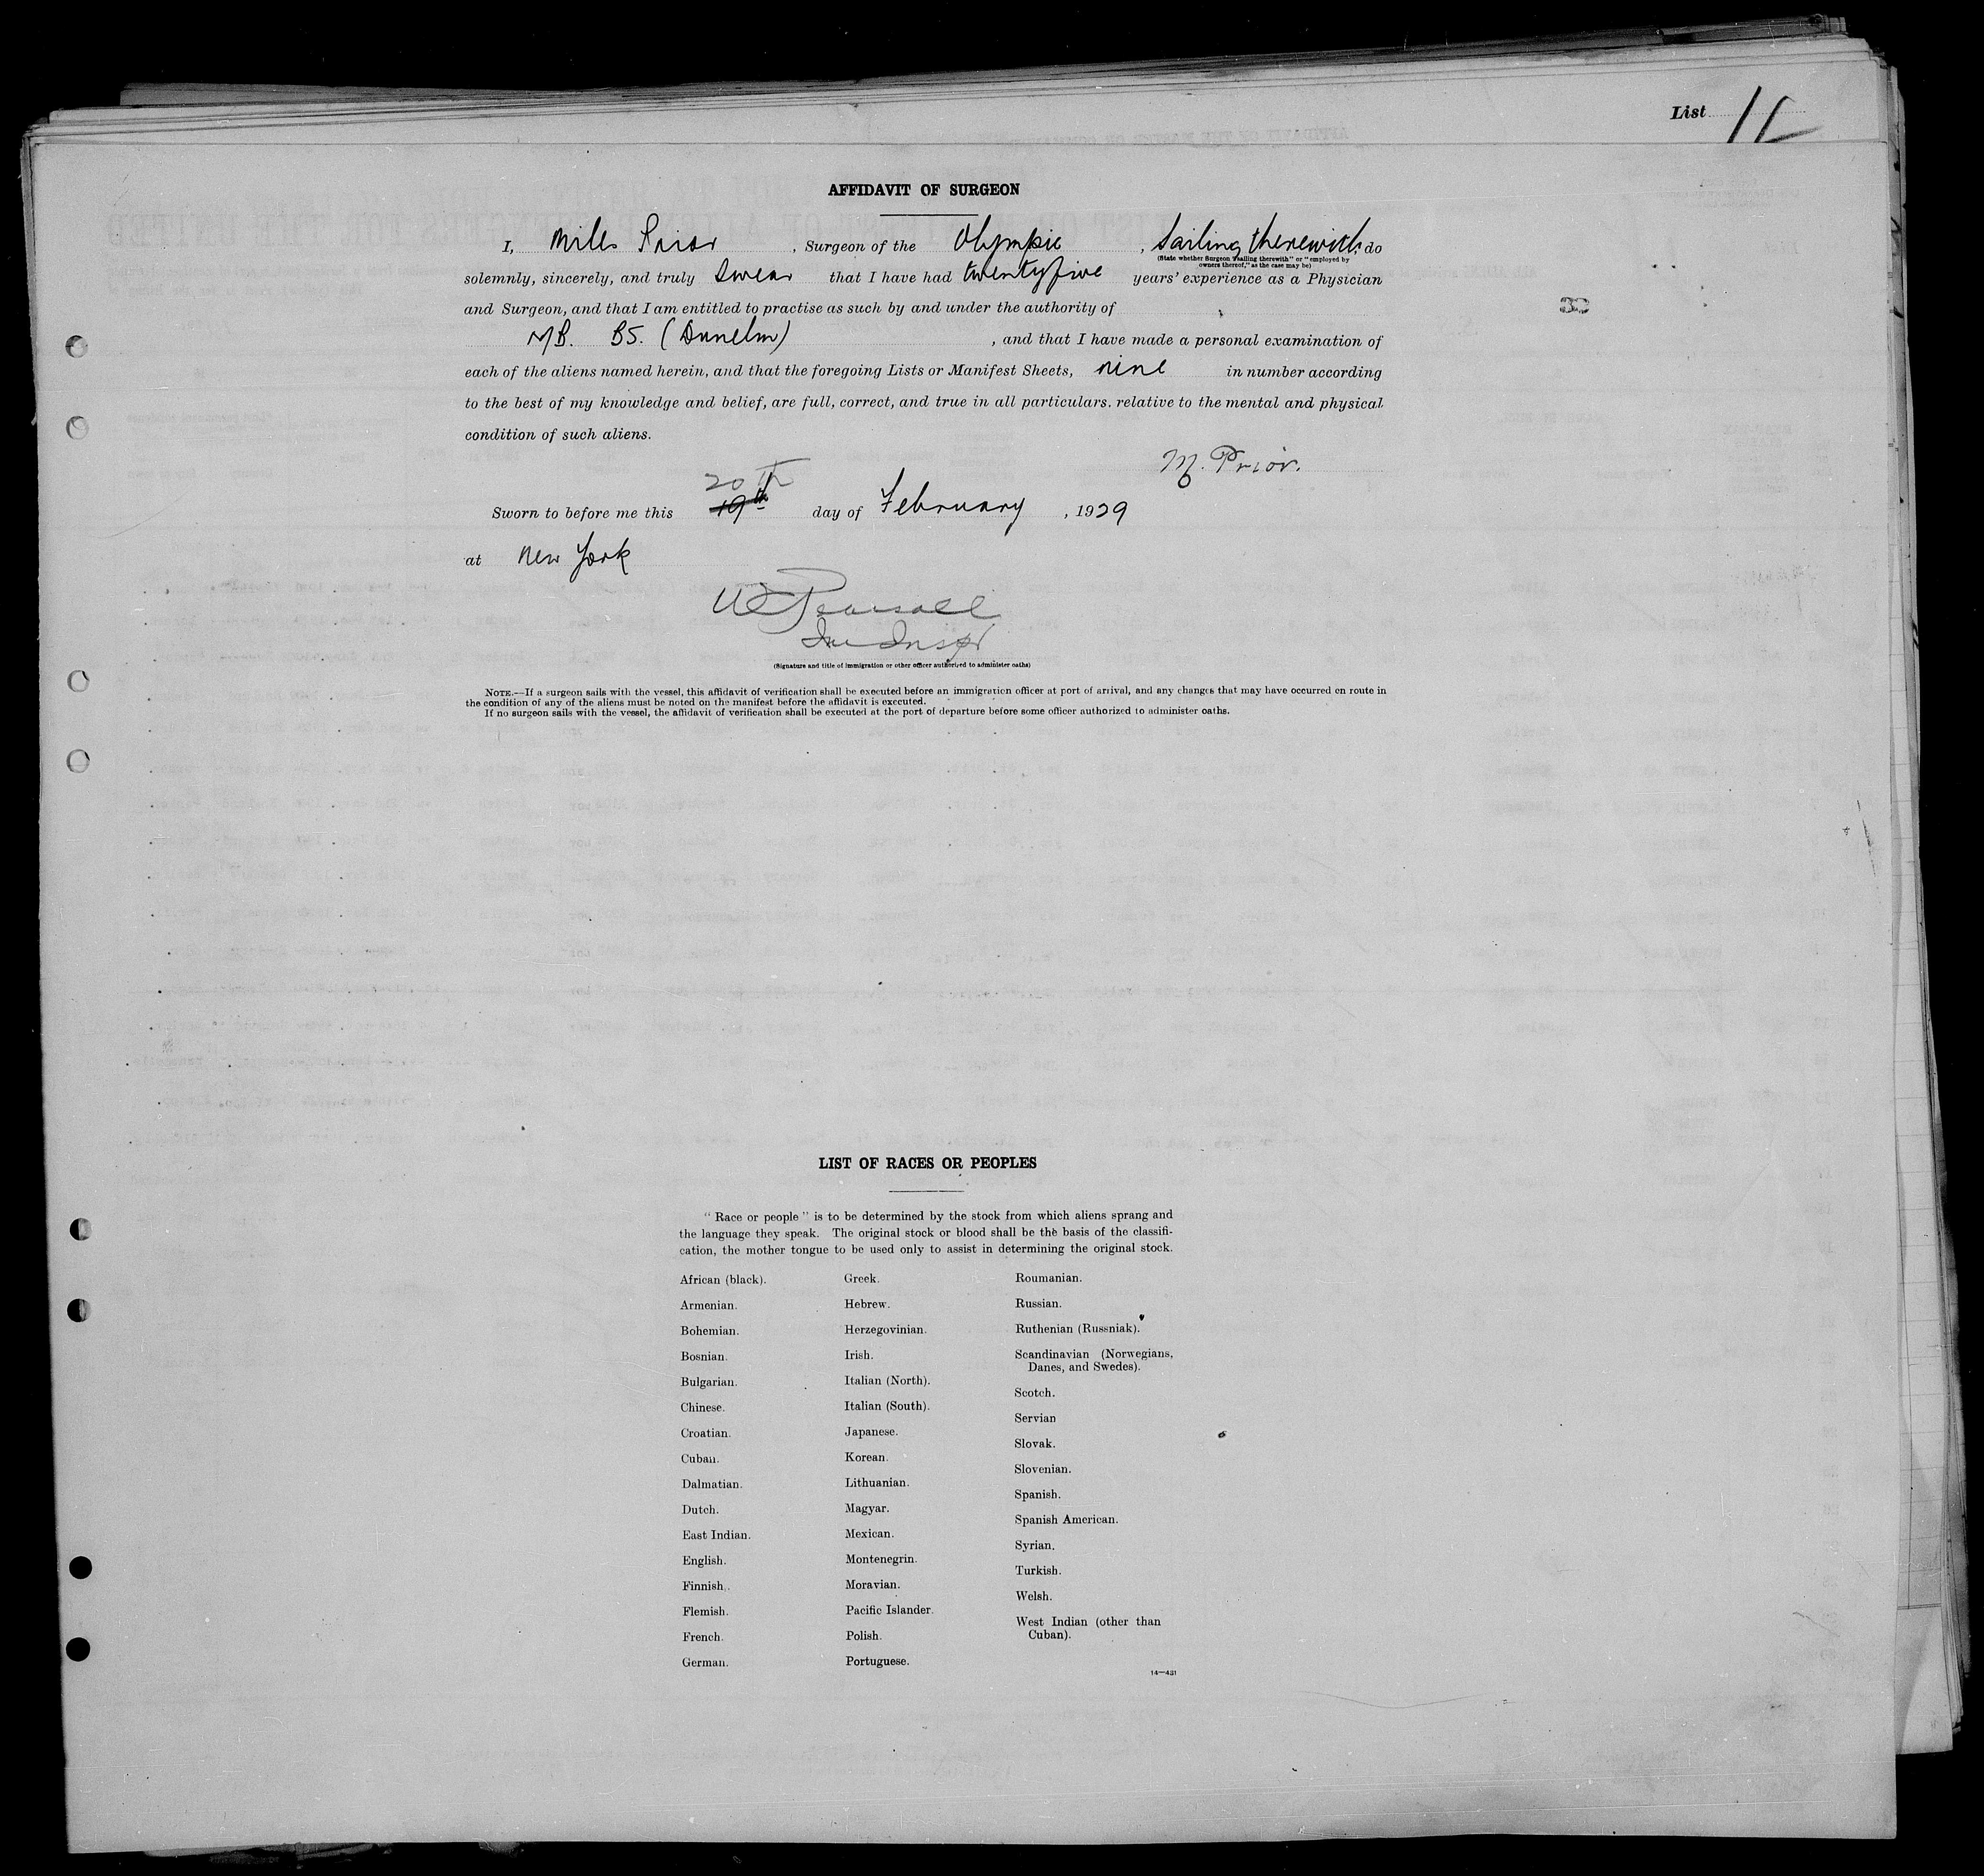 List 11
AFFIDAVIT OF SURGEON
I, Miles Prior, Surgeon of the Olympic, Sailing therewith, do
(State whether Surgeon "sailing therewith" or "employed by
owners thereof," as the case may be)
solemnly, sincerely, and truly Swear that I have had twentyfive years' experience as a Physician
and Surgeon, and that I am entitled to practise as such by and under the authority of
MB. BS. (Dunelm), and that I have made a personal examination of
each of the aliens named herein, and that the foregoing Lists or Manifest Sheets, nine in number according
to the best of my knowledge and belief, are full, correct, and true in all particulars. relative to the mental and physical
condition of such aliens.
M. Prior.
20th
Sworn to before me this 19th day of February, 1929
at New York
Pearsall
(Signature and title of immigration or other officer authorized to administer oaths)
NOTE.—If a surgeon sails with the vessel, this affidavit of verification shall be executed before an immigration officer at port of arrival, and any changes that may have occurred en route in
the condition of any of the aliens must be noted on the manifest before the affidavit is executed.
If no surgeon sails with the vessel, the affidavit of verification shall be executed at the port of departure before some officer authorized to administer oaths.
LIST OF RACES OR PEOPLES
"Race or people" is to be determined by the stock from which aliens sprang and
the language they speak. The original stock or blood shall be the basis of the classifi-
cation, the mother tongue to be used only to assist in determining the original stock.
African (black).
Armenian.
Bohemian.
Bosnian.
Bulgarian.
Chinese.
Croatian.
Cuban.
Dalmatian.
Dutch.
East Indian.
English.
Finnish.
Flemish.
French.
German.
Greek.
Hebrew.
Herzegovinian.
Irish.
Italian (North).
Italian (South).
Japanese.
Korean.
Lithuanian.
Magyar.
Mexican.
Montenegrin.
Moravian.
Pacific Islander.
Polish.
Portuguese.
Roumanian.
Russian.
Ruthenian (Russniak).
Scandinavian (Norwegians,
Danes, and Swedes).
Scotch.
Servian
Slovak.
Slovenian.
Spanish.
Spanish American.
Syrian.
Turkish.
Welsh.
West Indian (other than
Cuban).
14—431